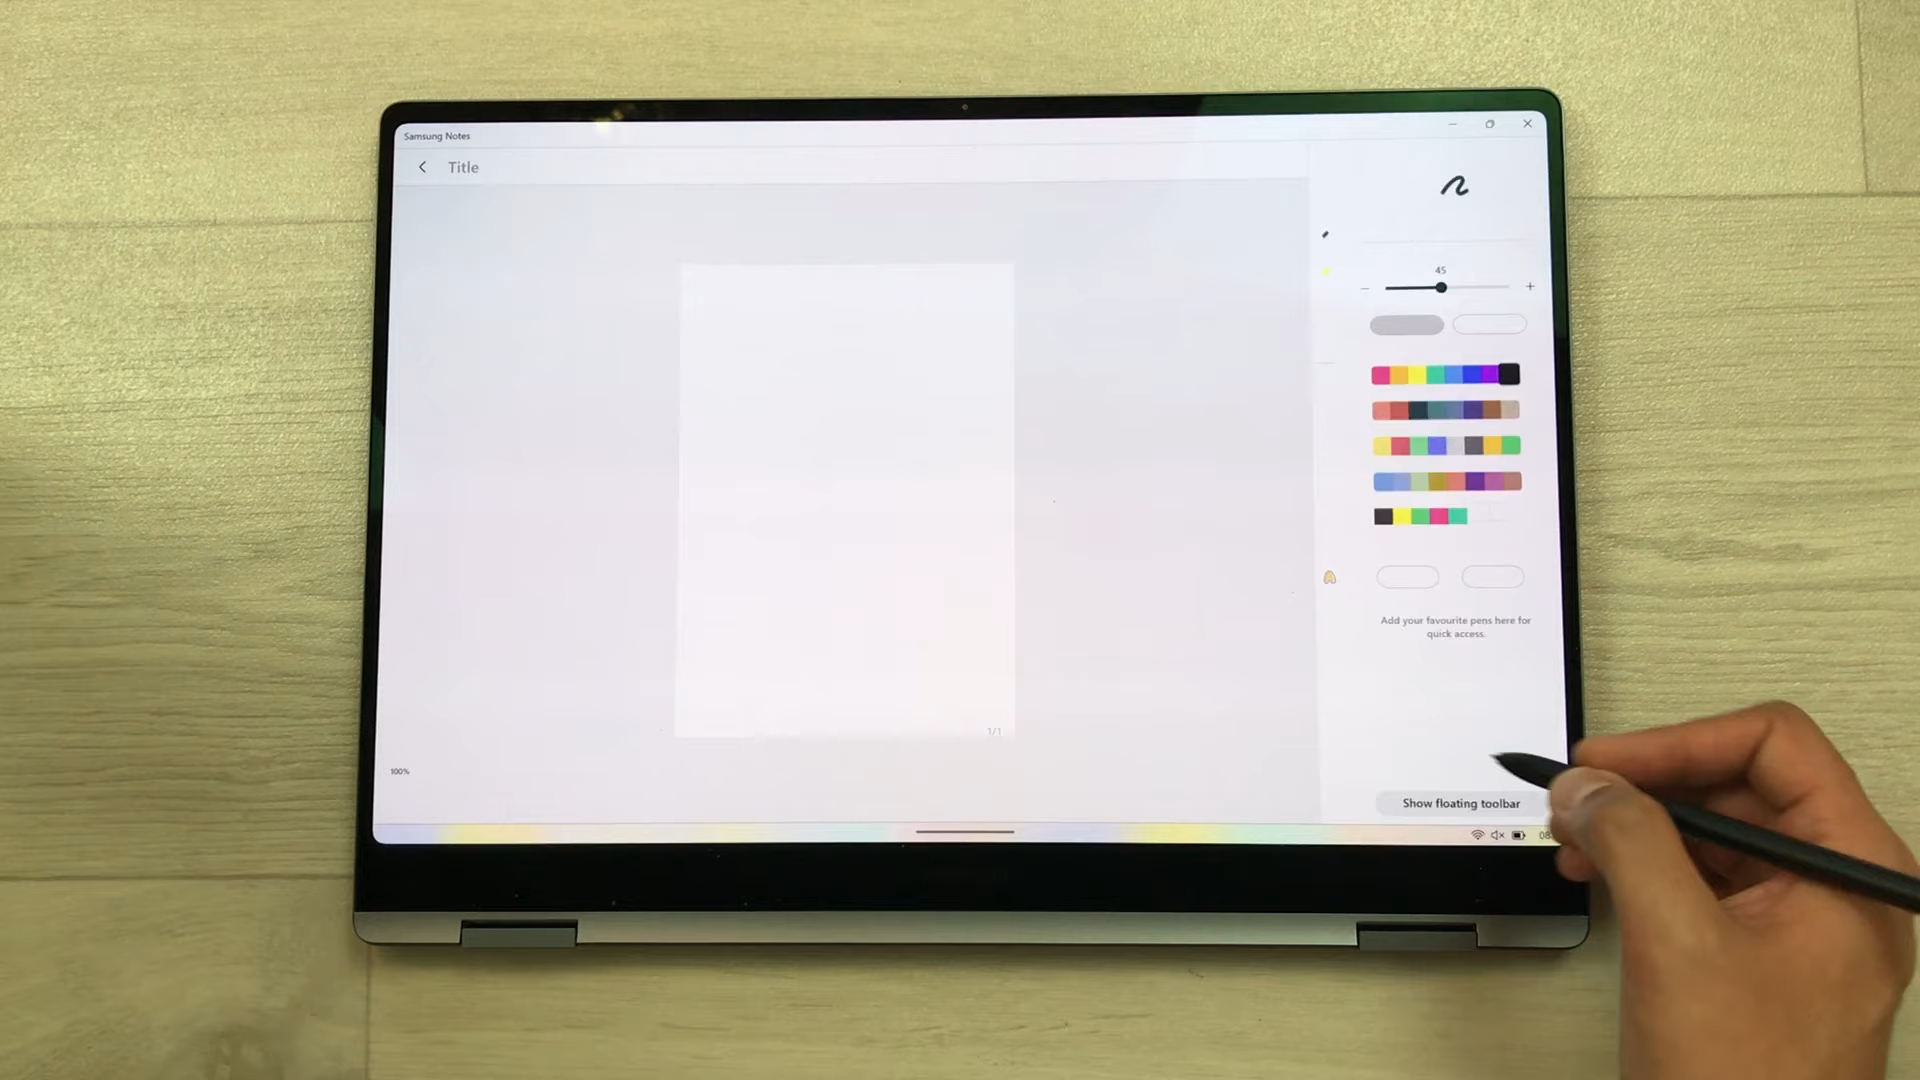 Samsung Notes
Title
45
Add your favourite pens here for
quick access.
1/1
100%
Show floating toolbar